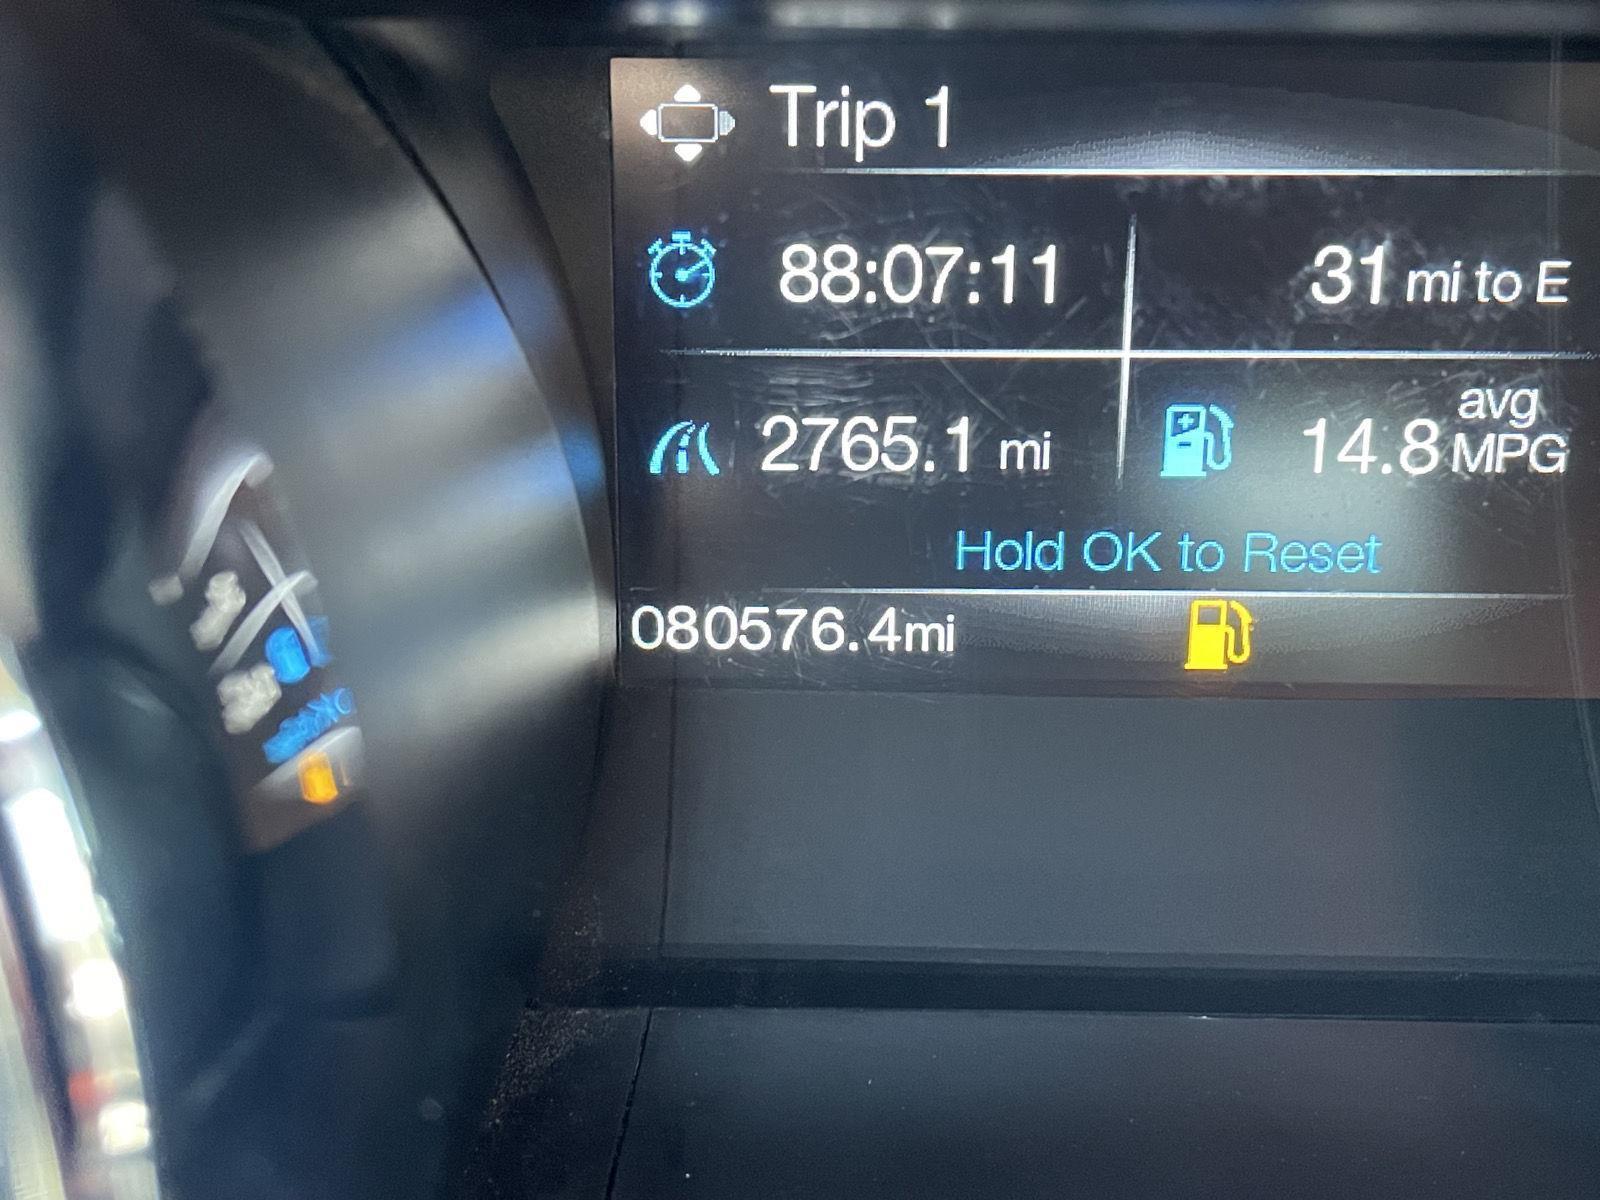 Trip 1
88:07:11 31 mi to E
2765.1 mi 14.8 avg MPG
Hold OK to Reset
080576.4mi